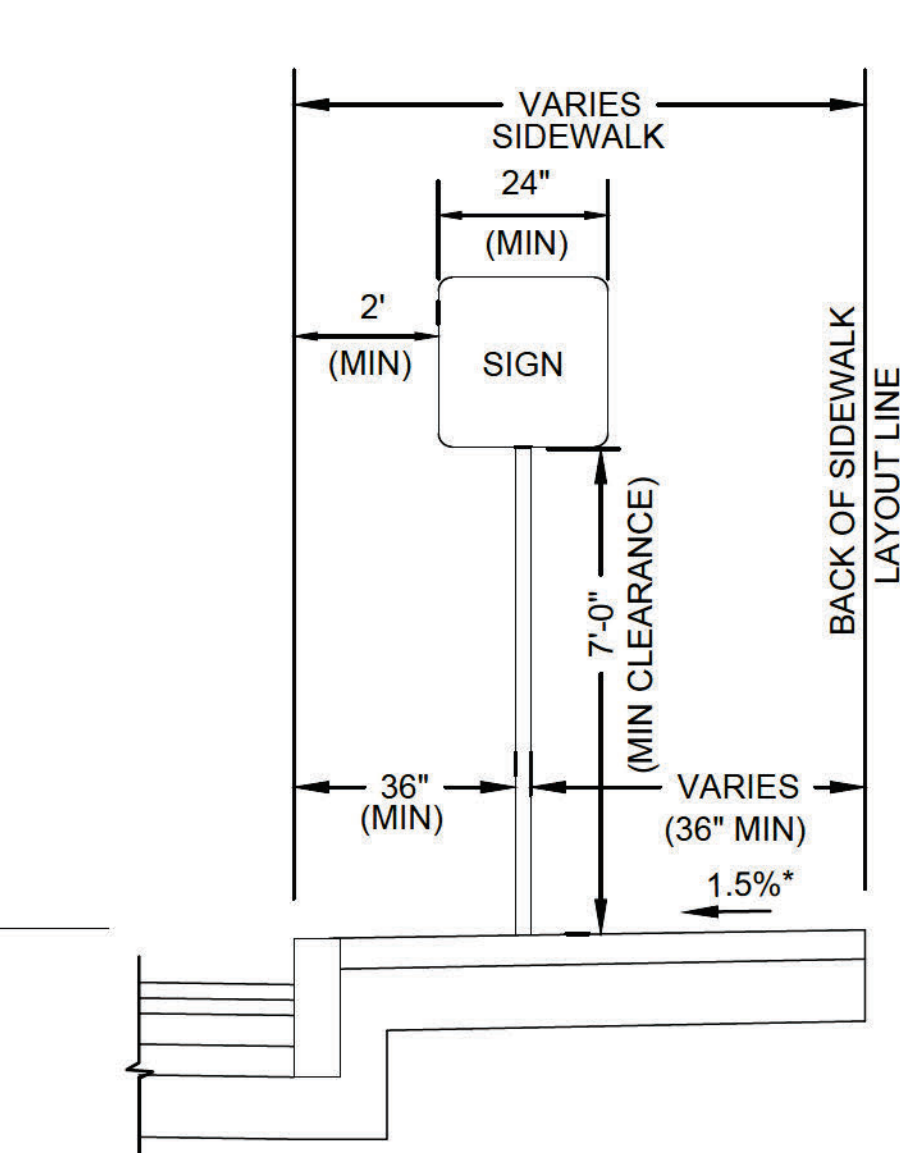 VARIES
SIDEWALK
24"
(MIN)
2'
(MIN)
SIGN
BACK OF SIDEWALK
LAYOUT LINE
7'-0"
(MIN CLEARANCE)
36"
(MIN)
VARIES
(36" MIN)
1.5%*